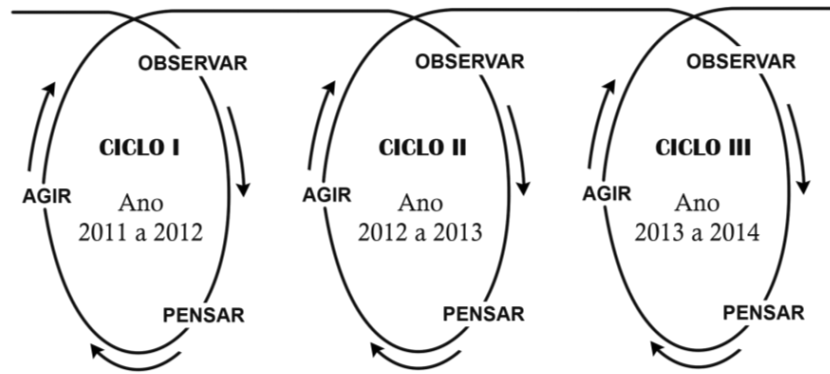 OBSERVAR
CICLO I
AGIR
Ano
2011 a 2012
PENSAR
OBSERVAR
CICLO II
AGIR
Ano
2012 a 2013
PENSAR
OBSERVAR
CICLO III
AGIR
Ano
2013 a 2014
PENSAR